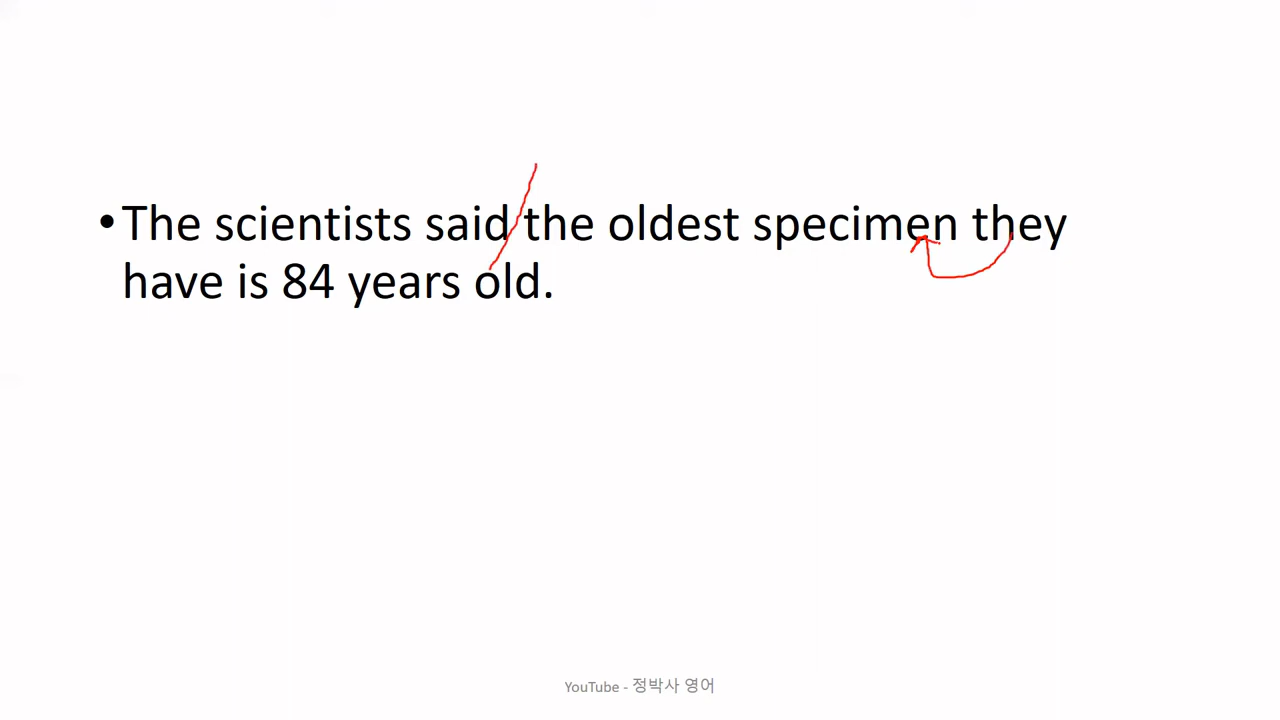 •The scientists said the oldest specimen they
have is 84 years old.
YouTube - 정박사 영어